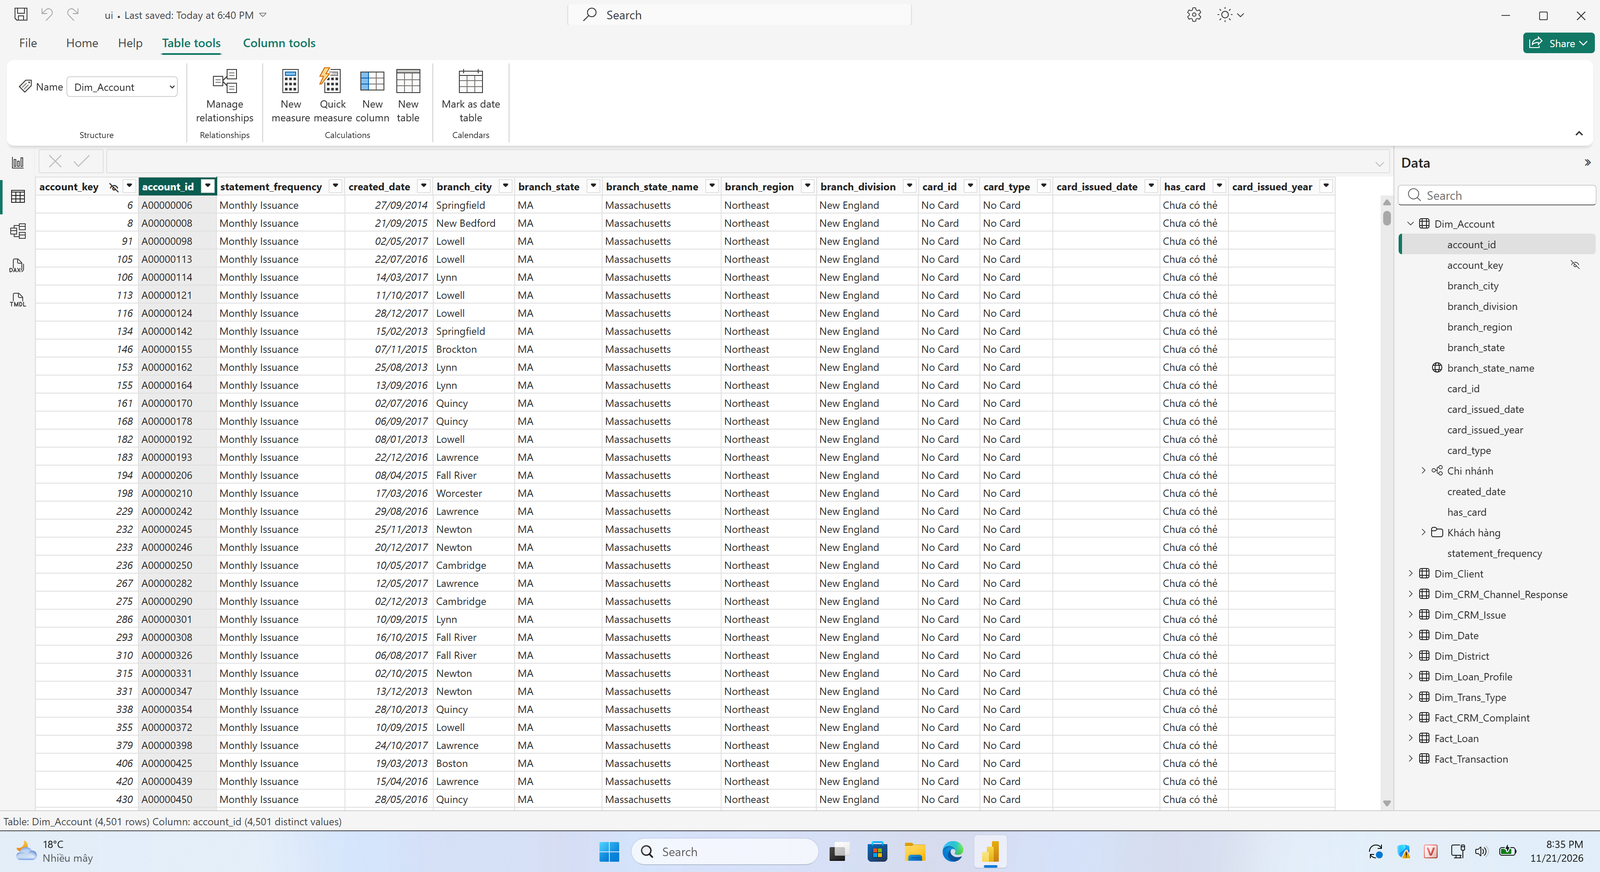 ui • Last saved: Today at 6:40 PM
Search
File Home Help Table tools Column tools
Share
Name Dim_Account
Manage relationships
New measure
Quick measure
New column
New table
Mark as date table
Structure Relationships Calculations Calendars
account_key account_id statement_frequency created_date branch_city branch_state branch_state_name branch_region branch_division card_id card_type card_issued_date has_card card_issued_year
6 A00000006 Monthly Issuance 27/09/2014 Springfield MA Massachusetts Northeast New England No Card No Card Chưa có thẻ
8 A00000008 Monthly Issuance 21/09/2015 New Bedford MA Massachusetts Northeast New England No Card No Card Chưa có thẻ
91 A00000098 Monthly Issuance 02/05/2017 Lowell MA Massachusetts Northeast New England No Card No Card Chưa có thẻ
105 A00000113 Monthly Issuance 22/07/2016 Lowell MA Massachusetts Northeast New England No Card No Card Chưa có thẻ
106 A00000114 Monthly Issuance 14/03/2017 Lynn MA Massachusetts Northeast New England No Card No Card Chưa có thẻ
113 A00000121 Monthly Issuance 11/10/2017 Lowell MA Massachusetts Northeast New England No Card No Card Chưa có thẻ
116 A00000124 Monthly Issuance 28/12/2017 Lowell MA Massachusetts Northeast New England No Card No Card Chưa có thẻ
134 A00000142 Monthly Issuance 15/02/2013 Springfield MA Massachusetts Northeast New England No Card No Card Chưa có thẻ
146 A00000155 Monthly Issuance 07/11/2015 Brockton MA Massachusetts Northeast New England No Card No Card Chưa có thẻ
153 A00000162 Monthly Issuance 25/08/2013 Lynn MA Massachusetts Northeast New England No Card No Card Chưa có thẻ
155 A00000164 Monthly Issuance 13/09/2016 Lynn MA Massachusetts Northeast New England No Card No Card Chưa có thẻ
161 A00000170 Monthly Issuance 02/07/2016 Quincy MA Massachusetts Northeast New England No Card No Card Chưa có thẻ
168 A00000178 Monthly Issuance 06/09/2017 Quincy MA Massachusetts Northeast New England No Card No Card Chưa có thẻ
182 A00000192 Monthly Issuance 08/01/2013 Lowell MA Massachusetts Northeast New England No Card No Card Chưa có thẻ
183 A00000193 Monthly Issuance 22/12/2016 Lawrence MA Massachusetts Northeast New England No Card No Card Chưa có thẻ
194 A00000206 Monthly Issuance 08/04/2015 Fall River MA Massachusetts Northeast New England No Card No Card Chưa có thẻ
198 A00000210 Monthly Issuance 17/03/2016 Worcester MA Massachusetts Northeast New England No Card No Card Chưa có thẻ
229 A00000242 Monthly Issuance 29/08/2016 Lawrence MA Massachusetts Northeast New England No Card No Card Chưa có thẻ
232 A00000245 Monthly Issuance 25/11/2013 Newton MA Massachusetts Northeast New England No Card No Card Chưa có thẻ
233 A00000246 Monthly Issuance 20/12/2017 Newton MA Massachusetts Northeast New England No Card No Card Chưa có thẻ
236 A00000250 Monthly Issuance 10/05/2017 Cambridge MA Massachusetts Northeast New England No Card No Card Chưa có thẻ
267 A00000282 Monthly Issuance 12/05/2017 Lawrence MA Massachusetts Northeast New England No Card No Card Chưa có thẻ
275 A00000290 Monthly Issuance 02/12/2013 Cambridge MA Massachusetts Northeast New England No Card No Card Chưa có thẻ
286 A00000301 Monthly Issuance 10/09/2015 Lynn MA Massachusetts Northeast New England No Card No Card Chưa có thẻ
293 A00000308 Monthly Issuance 16/10/2015 Fall River MA Massachusetts Northeast New England No Card No Card Chưa có thẻ
310 A00000326 Monthly Issuance 06/08/2017 Fall River MA Massachusetts Northeast New England No Card No Card Chưa có thẻ
315 A00000331 Monthly Issuance 02/10/2015 Newton MA Massachusetts Northeast New England No Card No Card Chưa có thẻ
331 A00000347 Monthly Issuance 13/12/2013 Newton MA Massachusetts Northeast New England No Card No Card Chưa có thẻ
338 A00000354 Monthly Issuance 28/10/2013 Quincy MA Massachusetts Northeast New England No Card No Card Chưa có thẻ
355 A00000372 Monthly Issuance 10/09/2015 Lowell MA Massachusetts Northeast New England No Card No Card Chưa có thẻ
379 A00000398 Monthly Issuance 24/10/2017 Lawrence MA Massachusetts Northeast New England No Card No Card Chưa có thẻ
406 A00000425 Monthly Issuance 19/03/2013 Boston MA Massachusetts Northeast New England No Card No Card Chưa có thẻ
420 A00000439 Monthly Issuance 15/04/2016 Lawrence MA Massachusetts Northeast New England No Card No Card Chưa có thẻ
430 A00000450 Monthly Issuance 28/05/2016 Quincy MA Massachusetts Northeast New England No Card No Card Chưa có thẻ
DAX
TMDL
Data
Search
Dim_Account
account_id
account_key
branch_city
branch_division
branch_region
branch_state
branch_state_name
card_id
card_issued_date
card_issued_year
card_type
Chi nhánh
created_date
has_card
Khách hàng
statement_frequency
Dim_Client
Dim_CRM_Channel_Response
Dim_CRM_Issue
Dim_Date
Dim_District
Dim_Loan_Profile
Dim_Trans_Type
Fact_CRM_Complaint
Fact_Loan
Fact_Transaction
Table: Dim_Account (4,501 rows) Column: account_id (4,501 distinct values)
18°C
Nhiều mây
Search
V
8:35 PM
11/21/2026